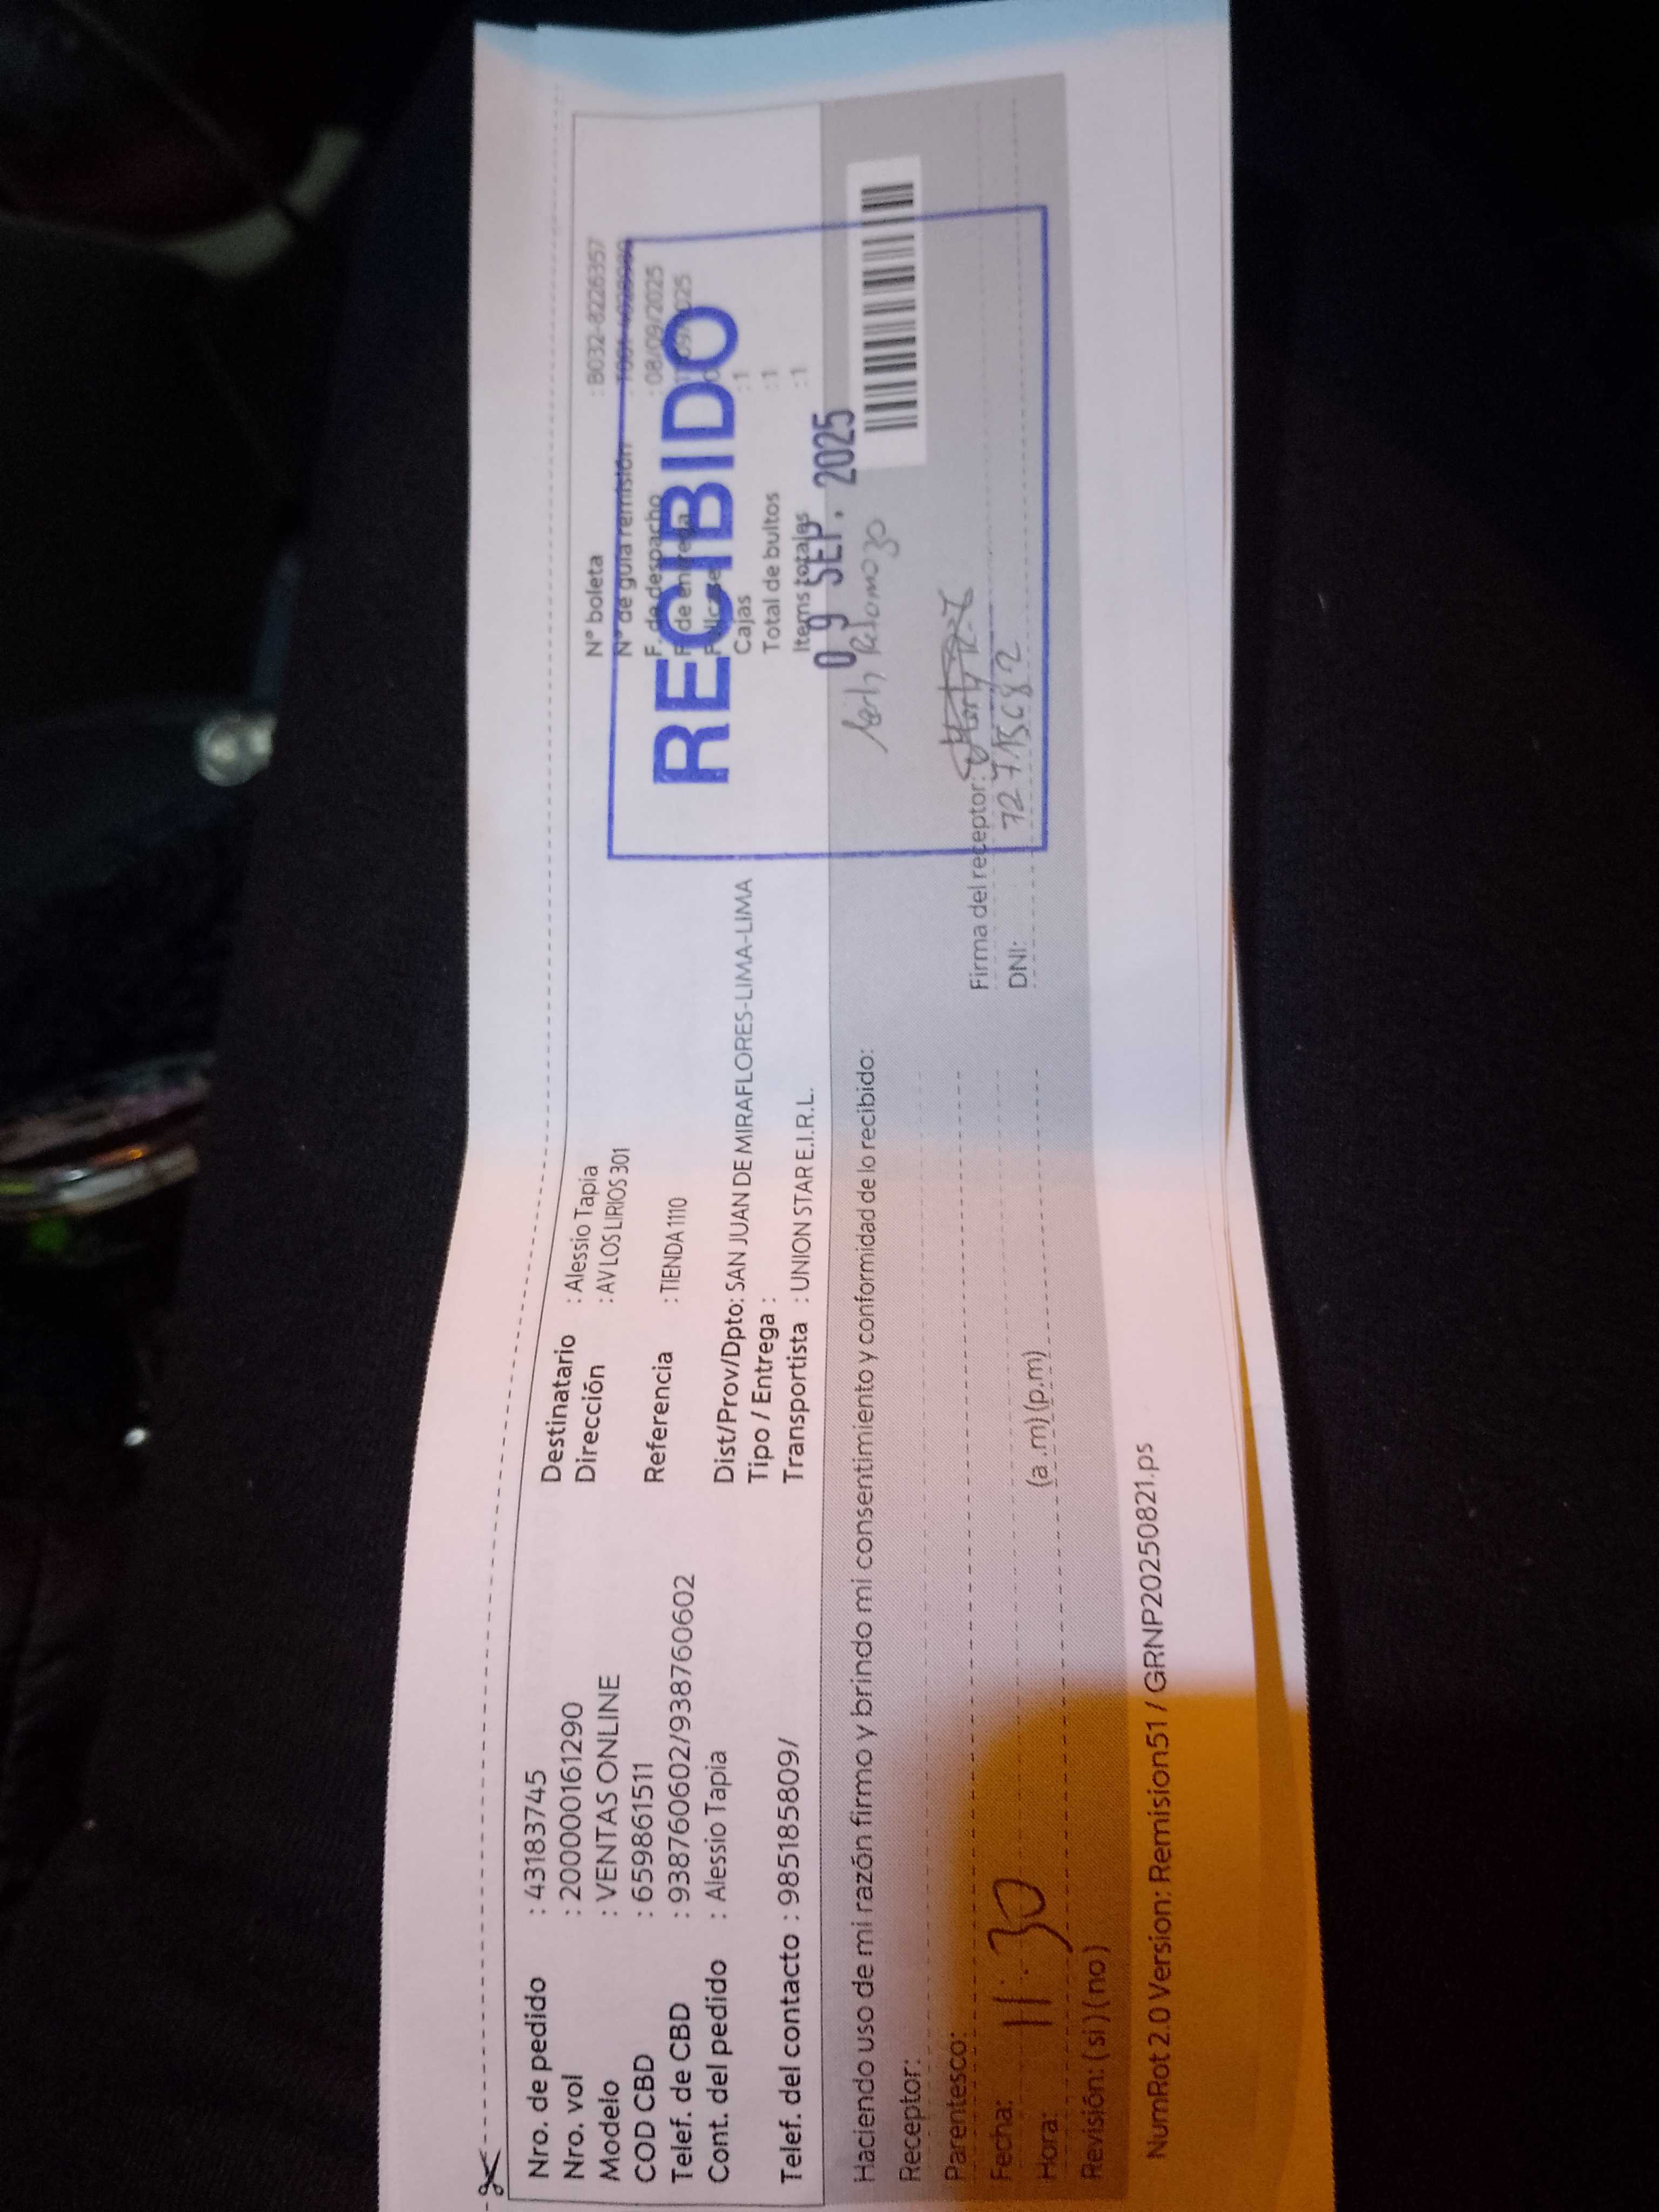 Nro. de pedido : 43183745
Nro. vol : 20000016129​0
Modelo : VENTAS ONLINE
COD CBD : 659861511
Telef. de CBD : 938760602/938760602
Cont. del pedido : Alessio Tapia
Telef. del contacto : 985185809/
Destinatario : Alessio Tapia
Dirección : AV LOS LIRIOS 301
Referencia : TIENDA 1110
Dist/Prov/Dpto: SAN JUAN DE MIRAFLORES-LIMA-LIMA
Tipo / Entrega :
Transportista : UNION STAR E.I.R.L.
N° boleta : B032-8226357
N° de guía remisión
F. de despacho : 08/09/2025
F. de entrega
Cajas : 1
Total de bultos : 1
Items totales : 1
RECIBIDO
09 SEP. 2025
Haciendo uso de mi razón firmo y brindo mi consentimiento y conformidad de lo recibido:
Receptor:
Parentesco:
Fecha:
Hora: 11:30 (a .m) (p.m)
Revisión: ( si ) ( no )
Firma del receptor:
DNI: 72715682
NumRot 2.0 Version: Remision51 / GRNP20250821.ps